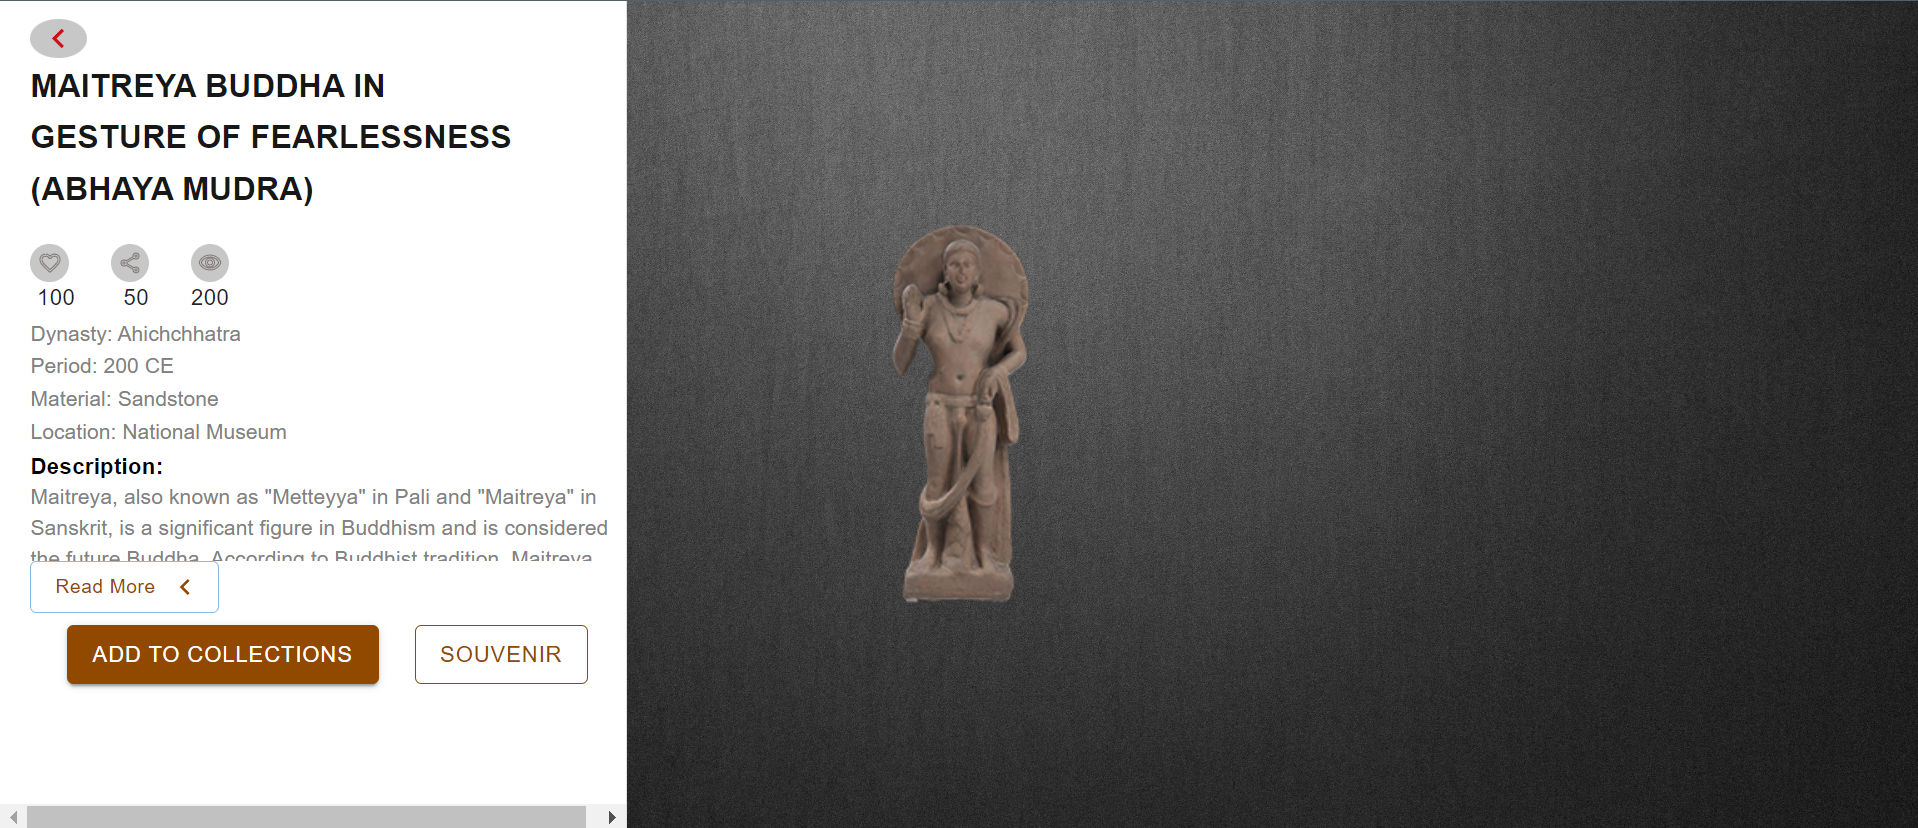 MAITREYA BUDDHA IN
GESTURE OF FEARLESSNESS
(ABHAYA MUDRA)
100 50 200
Dynasty: Ahichchhatra
Period: 200 CE
Material: Sandstone
Location: National Museum
Description:
Maitreya, also known as "Metteyya" in Pali and "Maitreya" in
Sanskrit, is a significant figure in Buddhism and is considered
the future Buddha. According to Buddhist tradition, Maitreya
Read More
ADD TO COLLECTIONS SOUVENIR